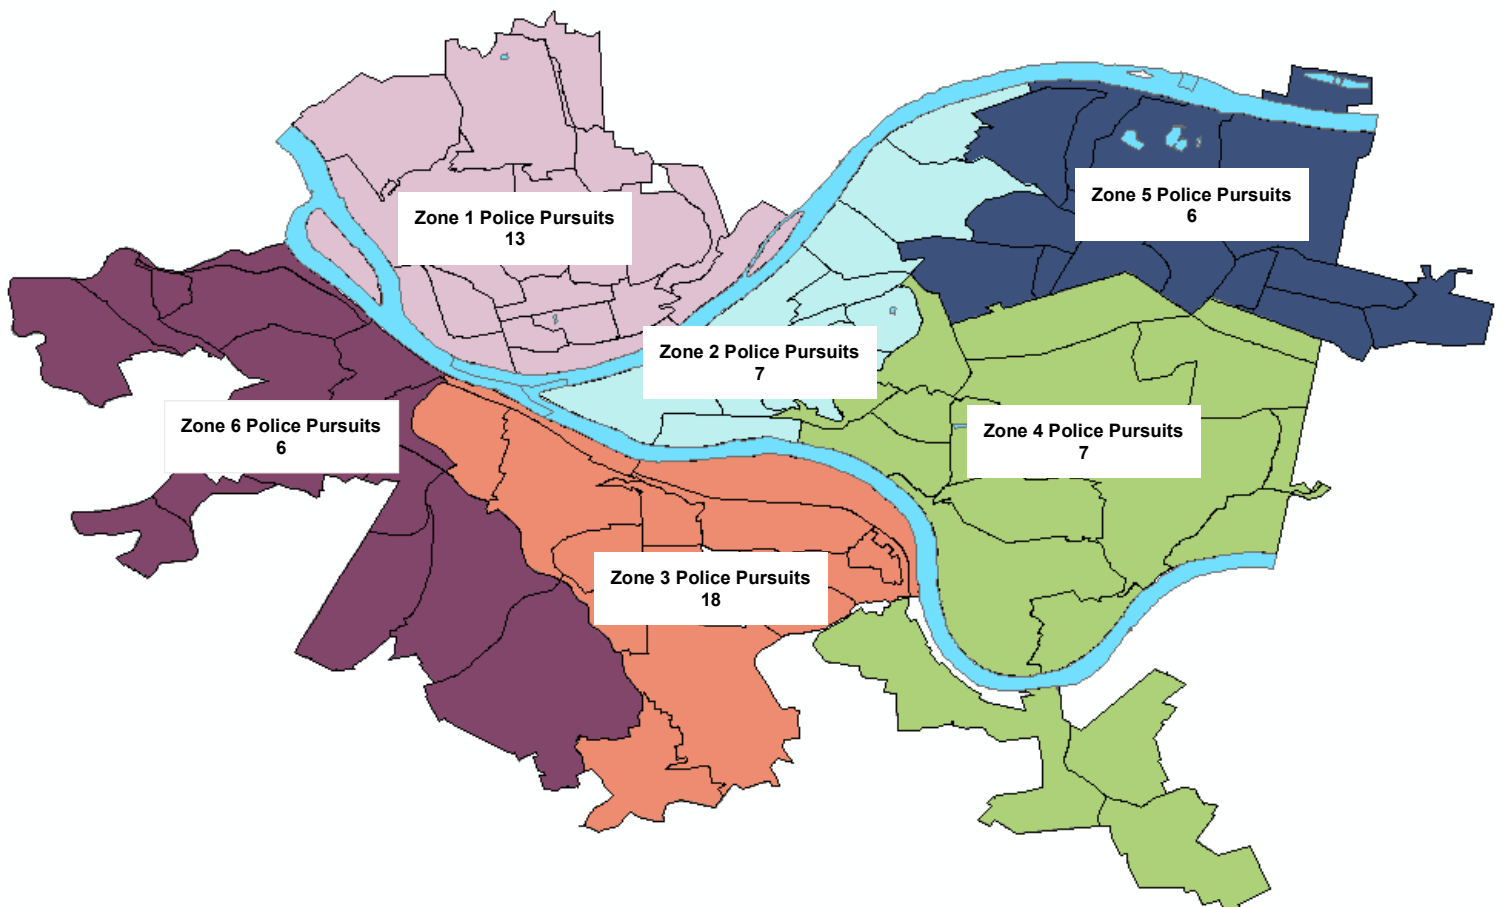 Zone 1 Police Pursuits
13
Zone 5 Police Pursuits
6
Zone 2 Police Pursuits
7
Zone 6 Police Pursuits
6
Zone 4 Police Pursuits
7
Zone 3 Police Pursuits
18